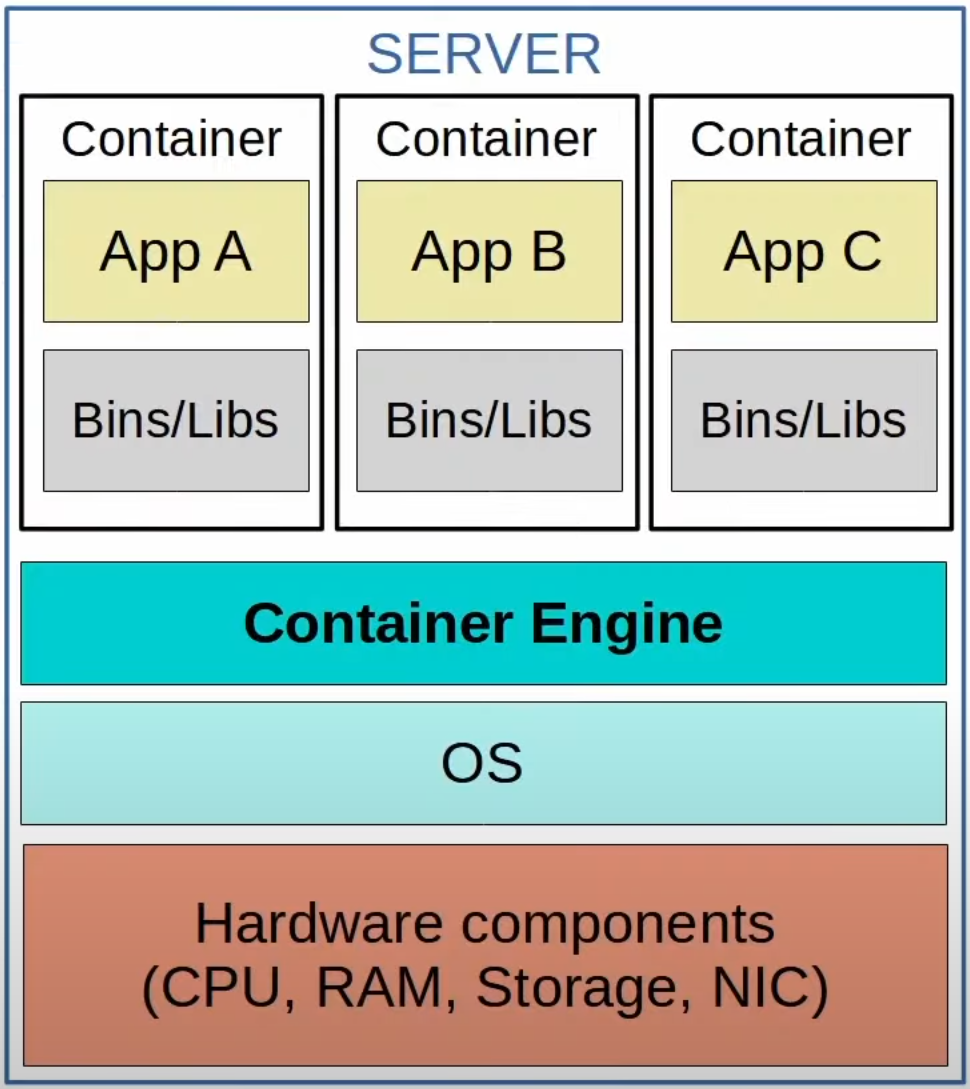 SERVER
Container
App A
Bins/Libs
Container
App B
Bins/Libs
Container
App C
Bins/Libs
Container Engine
OS
Hardware components
(CPU, RAM, Storage, NIC)